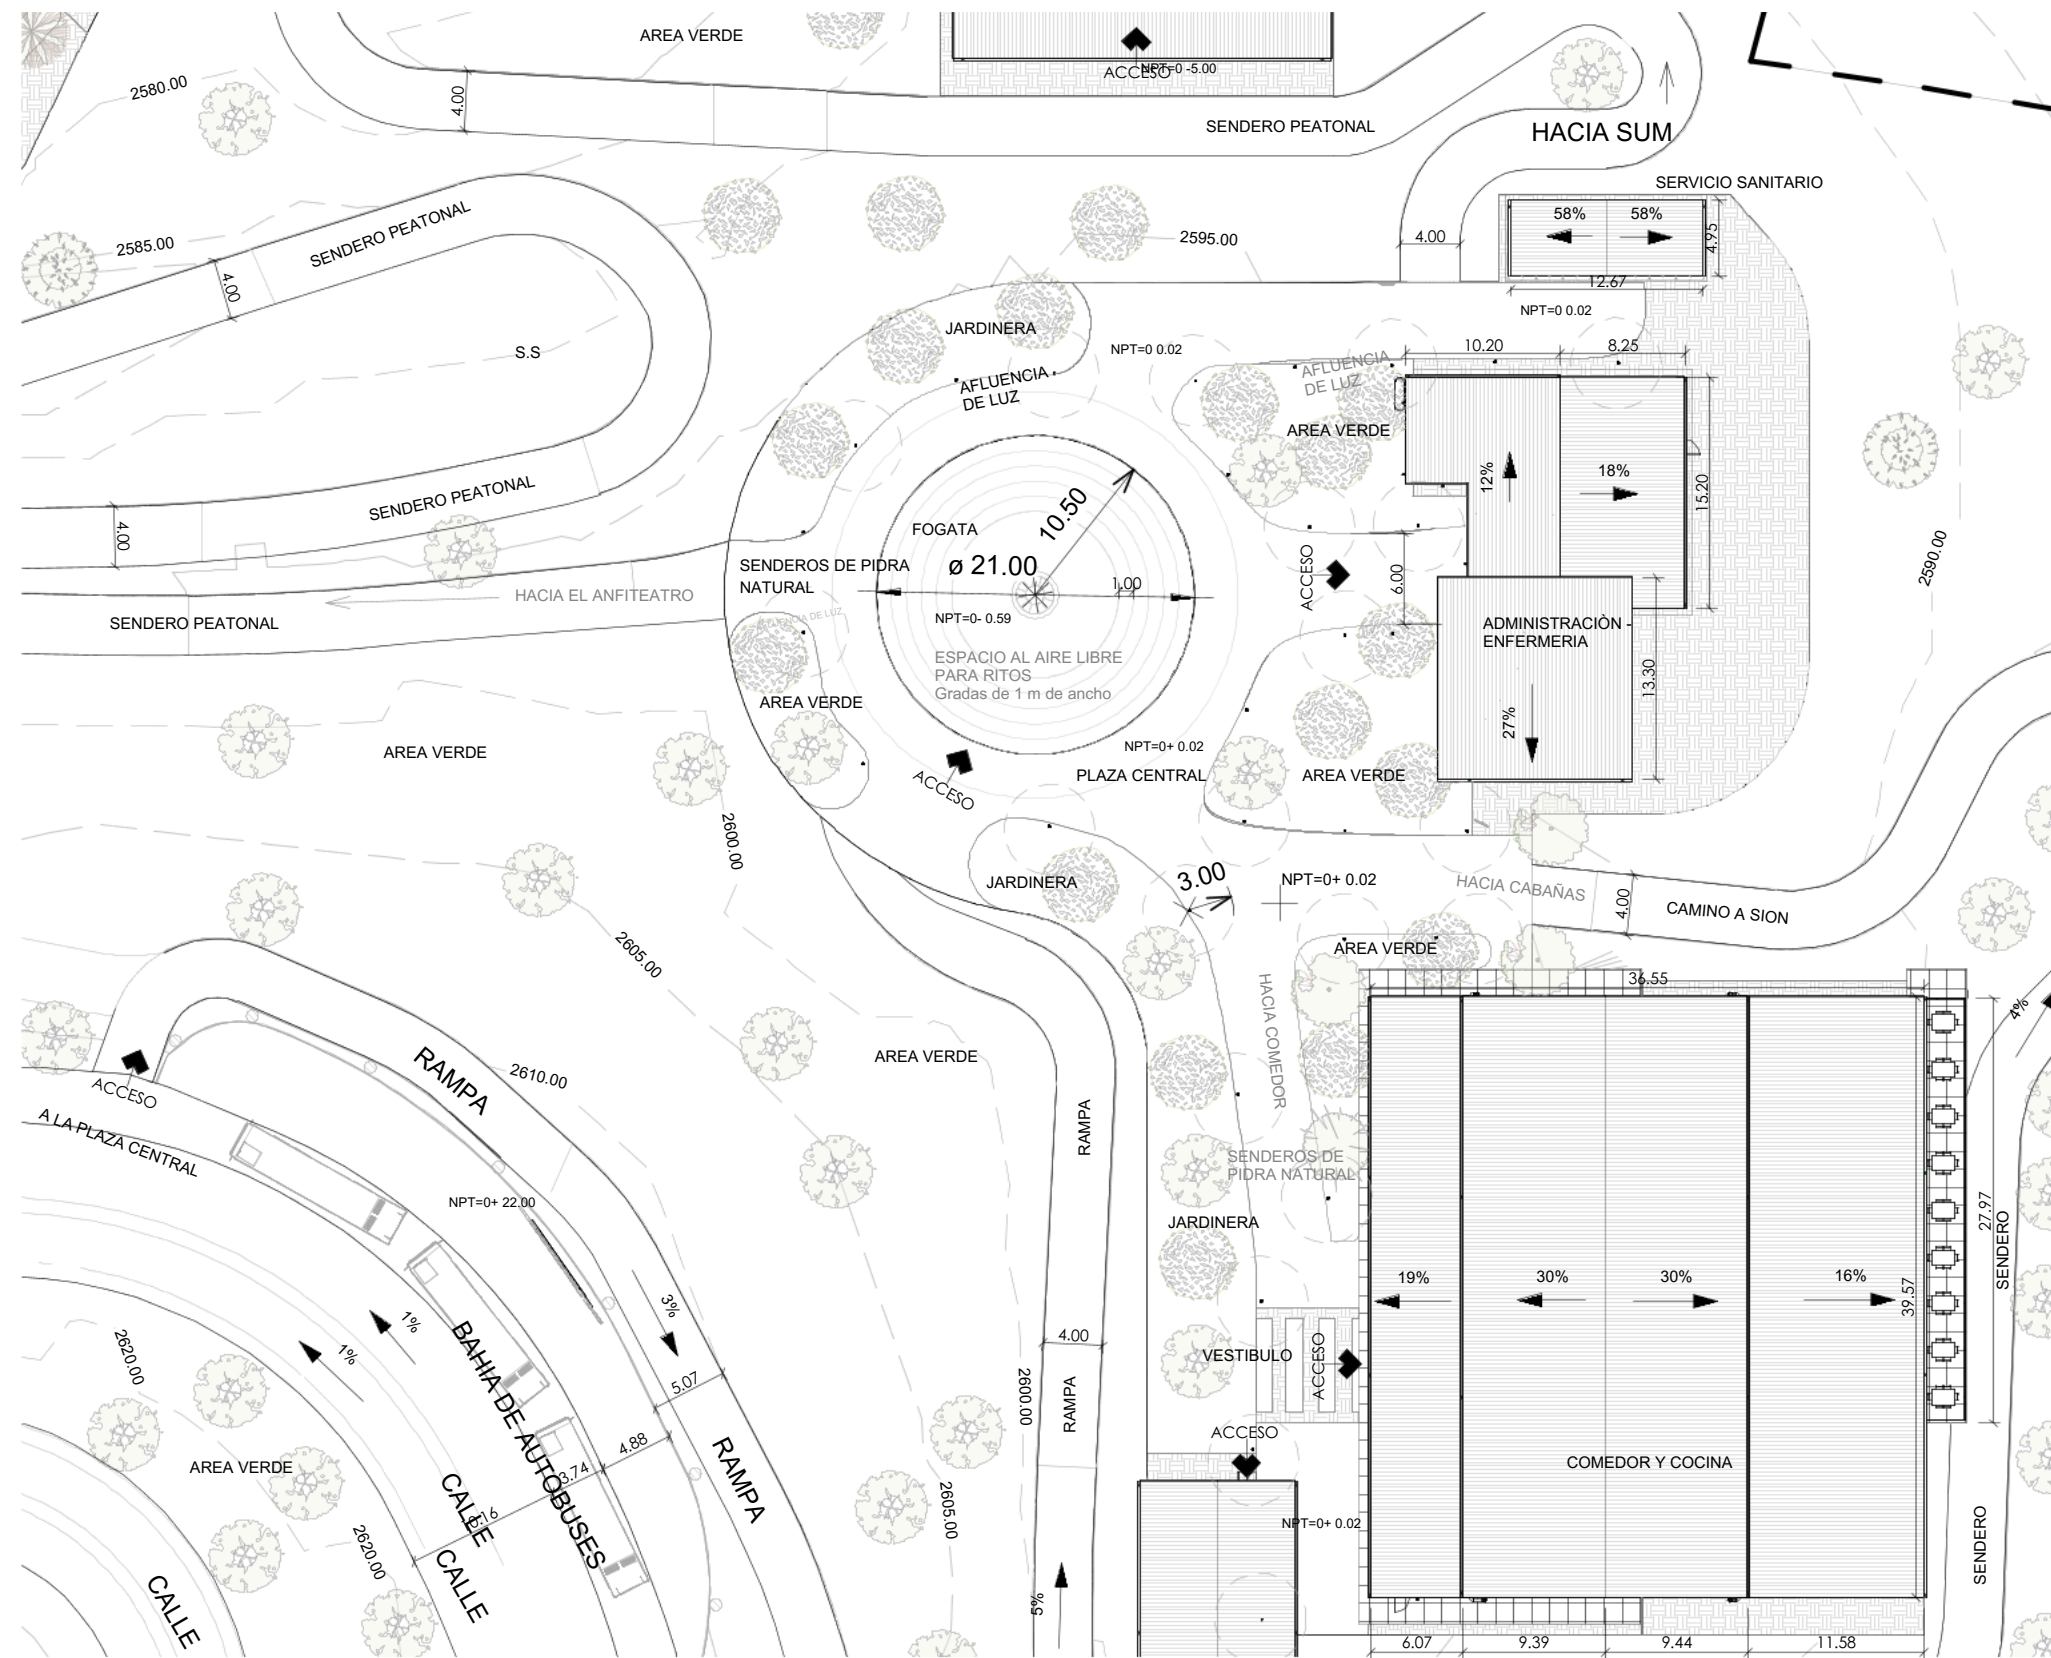 AREA VERDE
NPT=0 -5.00
ACCESO
2580.00
4.00
SENDERO PEATONAL
HACIA SUM
SERVICIO SANITARIO
58%
58%
4.95
12.67
SENDERO PEATONAL
2585.00
4.00
2595.00
4.00
NPT=0 0.02
JARDINERA
NPT=0 0.02
10.20
8.25
S.S
AFLUENCIA
DE LUZ
AFLUENCIA
DE LUZ
AREA VERDE
12%
18%
15.20
SENDERO PEATONAL
4.00
FOGATA
10.50
SENDEROS DE PIDRA
NATURAL
ø 21.00
1.00
ACCESO
6.00
2590.00
HACIA EL ANFITEATRO
SENDERO PEATONAL
NPT=0- 0.59
AFLUENCIA DE LUZ
ADMINISTRACIÒN -
ENFERMERIA
ESPACIO AL AIRE LIBRE
PARA RITOS
Gradas de 1 m de ancho
13.30
AREA VERDE
27%
AREA VERDE
NPT=0+ 0.02
PLAZA CENTRAL
AREA VERDE
ACCESO
2600.00
JARDINERA
3.00
NPT=0+ 0.02
HACIA CABAÑAS
4.00
CAMINO A SION
2605.00
AREA VERDE
36.55
HACIA COMEDOR
4%
RAMPA
2610.00
AREA VERDE
ACCESO
A LA PLAZA CENTRAL
RAMPA
SENDEROS DE
PIDRA NATURAL
NPT=0+ 22.00
JARDINERA
27.97
SENDERO
19%
30%
30%
16%
39.57
3%
1%
1%
2620.00
BAHIA DE AUTOBUSES
4.00
VESTIBULO
ACCESO
5.07
2600.00
RAMPA
ACCESO
4.88
3.74
RAMPA
AREA VERDE
COMEDOR Y COCINA
CALLE
2605.00
NPT=0+ 0.02
SENDERO
2620.00
CALLE
CALLE
5%
6.07
9.39
9.44
11.58